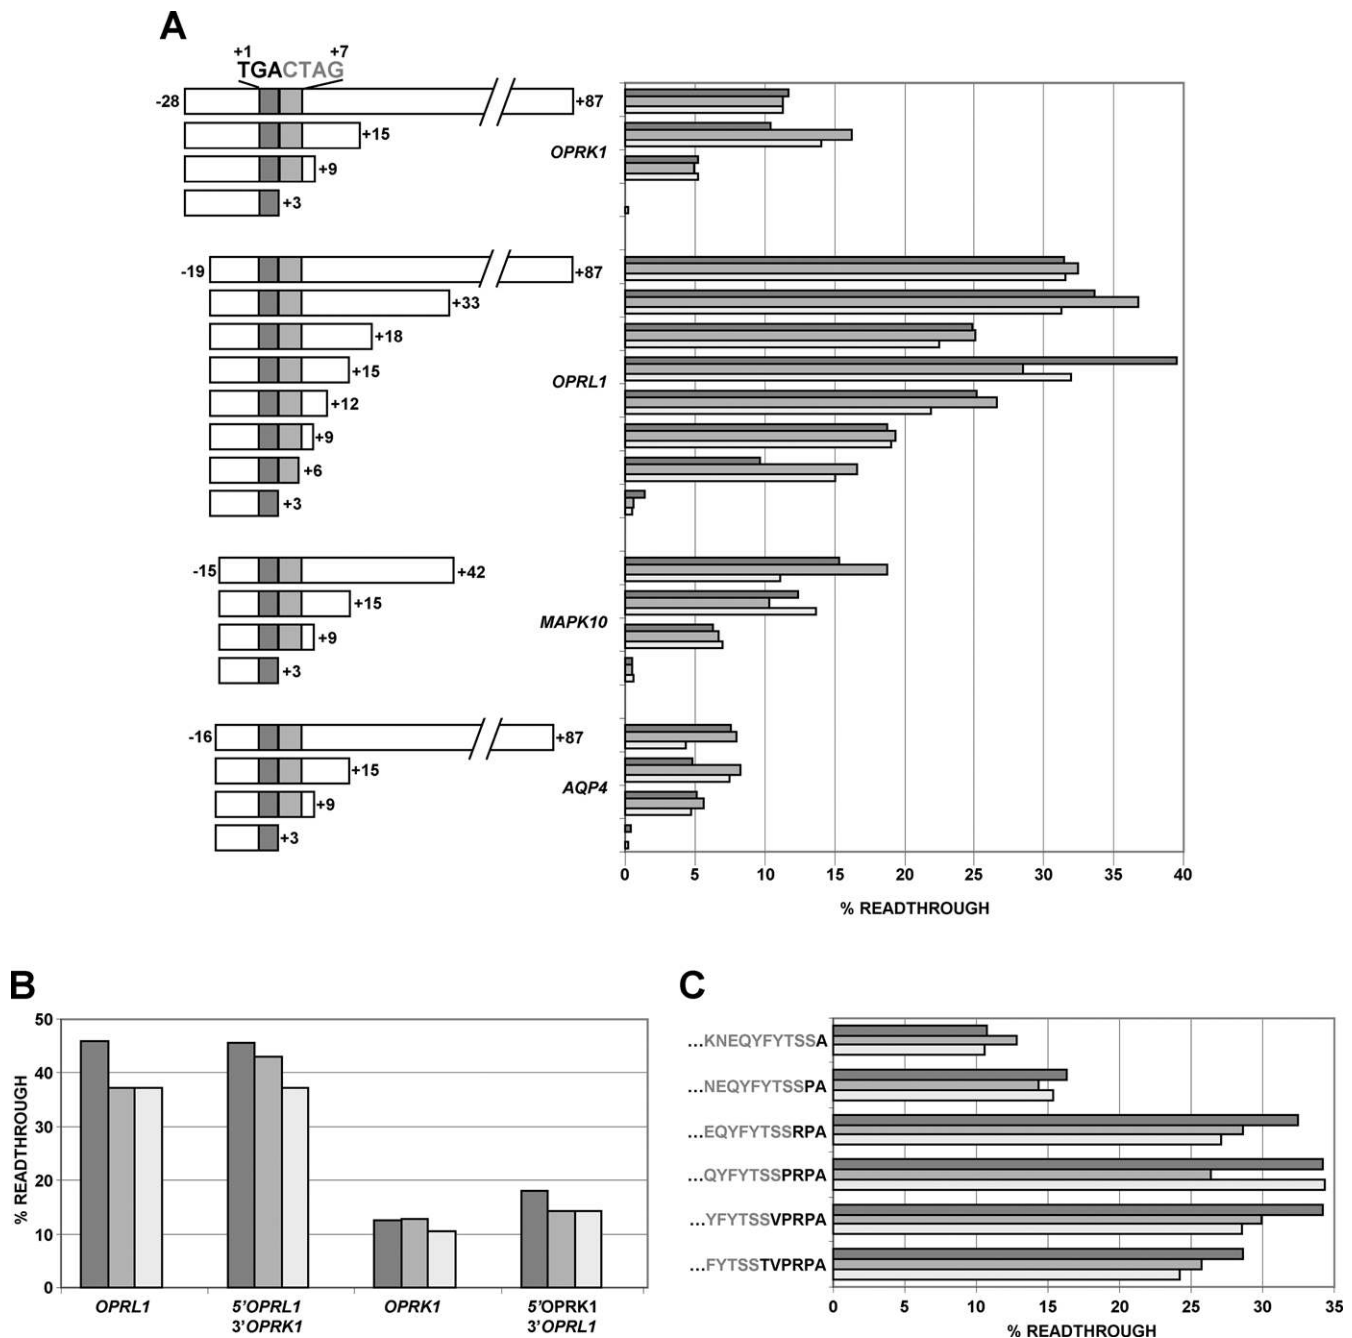 A
+1 +7
TGACTAG
-28 +87
+15
OPRK1
+9
+3
-19 +87
+33
+18
+15
OPRL1
+12
+9
+6
+3
-15 +42
+15
MAPK10
+9
+3
-16 +87
+15
AQP4
+9
+3
0 5 10 15 20 25 30 35 40
% READTHROUGH
B
50
40
30
20
10
0
% READTHROUGH
OPRL1
5'OPRL1
3'OPRK1
OPRK1
5'OPRK1
3'OPRL1
C
...KNEQYFYTSSA
...NEQYFYTSSPA
...EQYFYTSSRPA
...QYFYTSSPRPA
...YFYTSSVPRPA
...FYTSSTVPRPA
0 5 10 15 20 25 30 35
% READTHROUGH